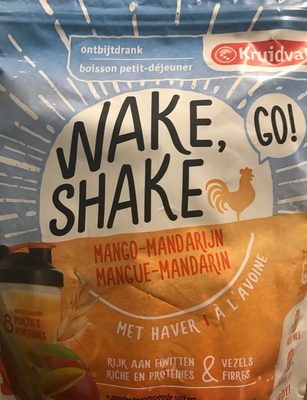 ontbijtdrank
boisson petit-déjeuner
Kruidvat
WAKE,
SHAKE
GO!
MANGO-MANDARIJN
MANGUE-MANDARIN
MET HAVER | À L'AVOINE
8 PORTIES
PORTIONS
RIJK AAN EIWITTEN & VEZELS
RICHE EN PROTÉINES & FIBRES